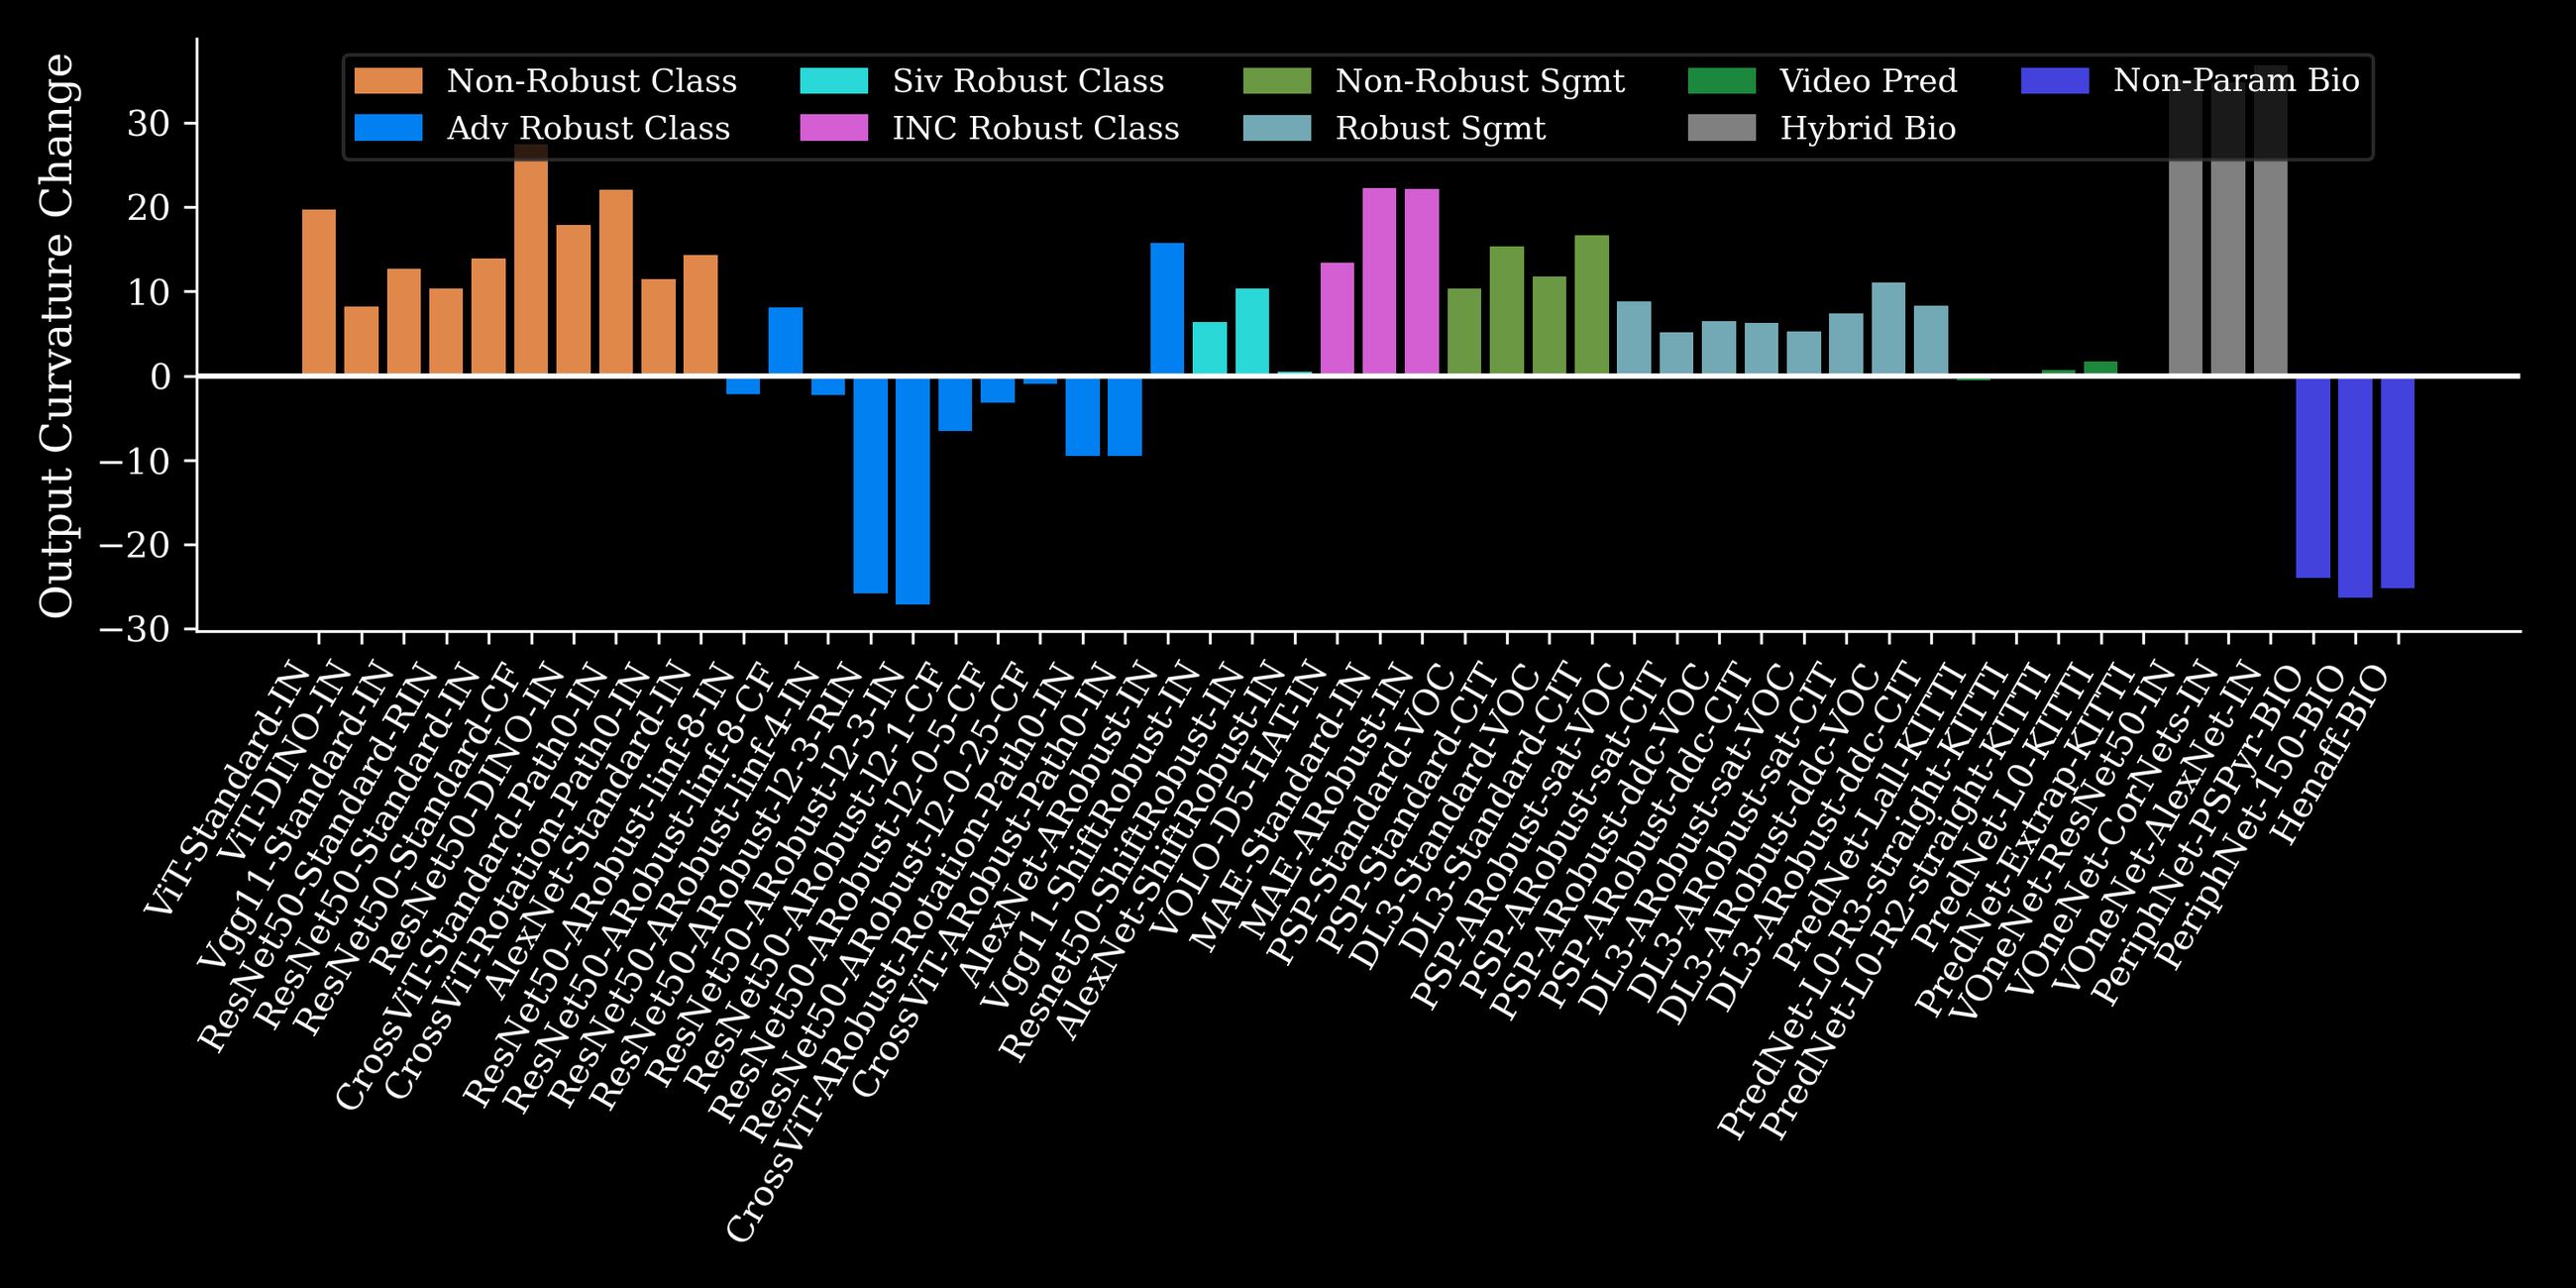 Output Curvature Change
30
20
10
0
−10
−20
−30
Non-Robust Class
Adv Robust Class
Siv Robust Class
INC Robust Class
Non-Robust Sgmt
Robust Sgmt
Video Pred
Hybrid Bio
Non-Param Bio
ViT-Standard-IN
ViT-DINO-IN
Vgg11-Standard-IN
ResNet50-Standard-RIN
ResNet50-Standard-IN
ResNet50-Standard-CF
ResNet50-DINO-IN
CrossViT-Standard-Path0-IN
CrossViT-Rotation-Path0-IN
AlexNet-Standard-IN
ResNet50-ARobust-linf-8-IN
ResNet50-ARobust-linf-8-CF
ResNet50-ARobust-linf-4-IN
ResNet50-ARobust-l2-3-RIN
ResNet50-ARobust-l2-3-IN
ResNet50-ARobust-l2-1-CF
ResNet50-ARobust-l2-0-5-CF
ResNet50-ARobust-l2-0-25-CF
CrossViT-ARobust-Rotation-Path0-IN
CrossViT-ARobust-Path0-IN
AlexNet-ARobust-IN
Vgg11-ShiftRobust-IN
Resnet50-ShiftRobust-IN
AlexNet-ShiftRobust-IN
VOLO-D5-HAT-IN
MAE-Standard-IN
MAE-ARobust-IN
PSP-Standard-VOC
PSP-Standard-CIT
DL3-Standard-VOC
DL3-Standard-CIT
PSP-ARobust-sat-VOC
PSP-ARobust-sat-CIT
PSP-ARobust-ddc-VOC
PSP-ARobust-ddc-CIT
DL3-ARobust-sat-VOC
DL3-ARobust-sat-CIT
DL3-ARobust-ddc-VOC
DL3-ARobust-ddc-CIT
PredNet-Lall-KITTI
PredNet-L0-R3-straight-KITTI
PredNet-L0-R2-straight-KITTI
PredNet-L0-KITTI
PredNet-Extrap-KITTI
VOneNet-ResNet50-IN
VOneNet-CorNets-IN
VOneNet-AlexNet-IN
PeriphNet-PSPyr-BIO
PeriphNet-150-BIO
Henaff-BIO